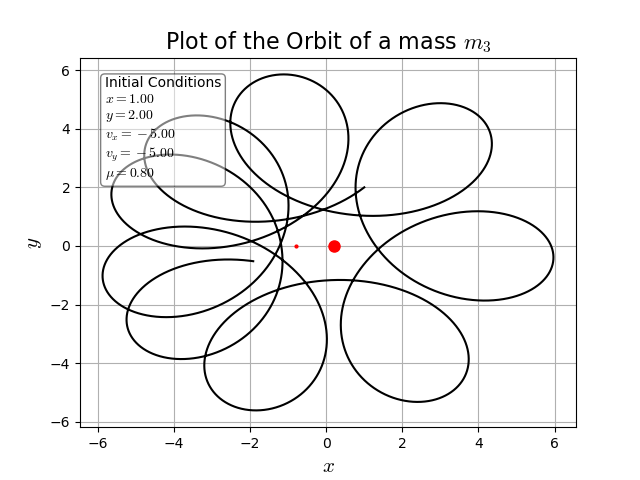 Plot of the Orbit of a mass m₃
Initial Conditions
x = 1.00
y = 2.00
vₓ = −5.00
v_y = −5.00
μ = 0.80
6
4
2
0
−2
−4
−6
y
−6 −4 −2 0 2 4 6
x